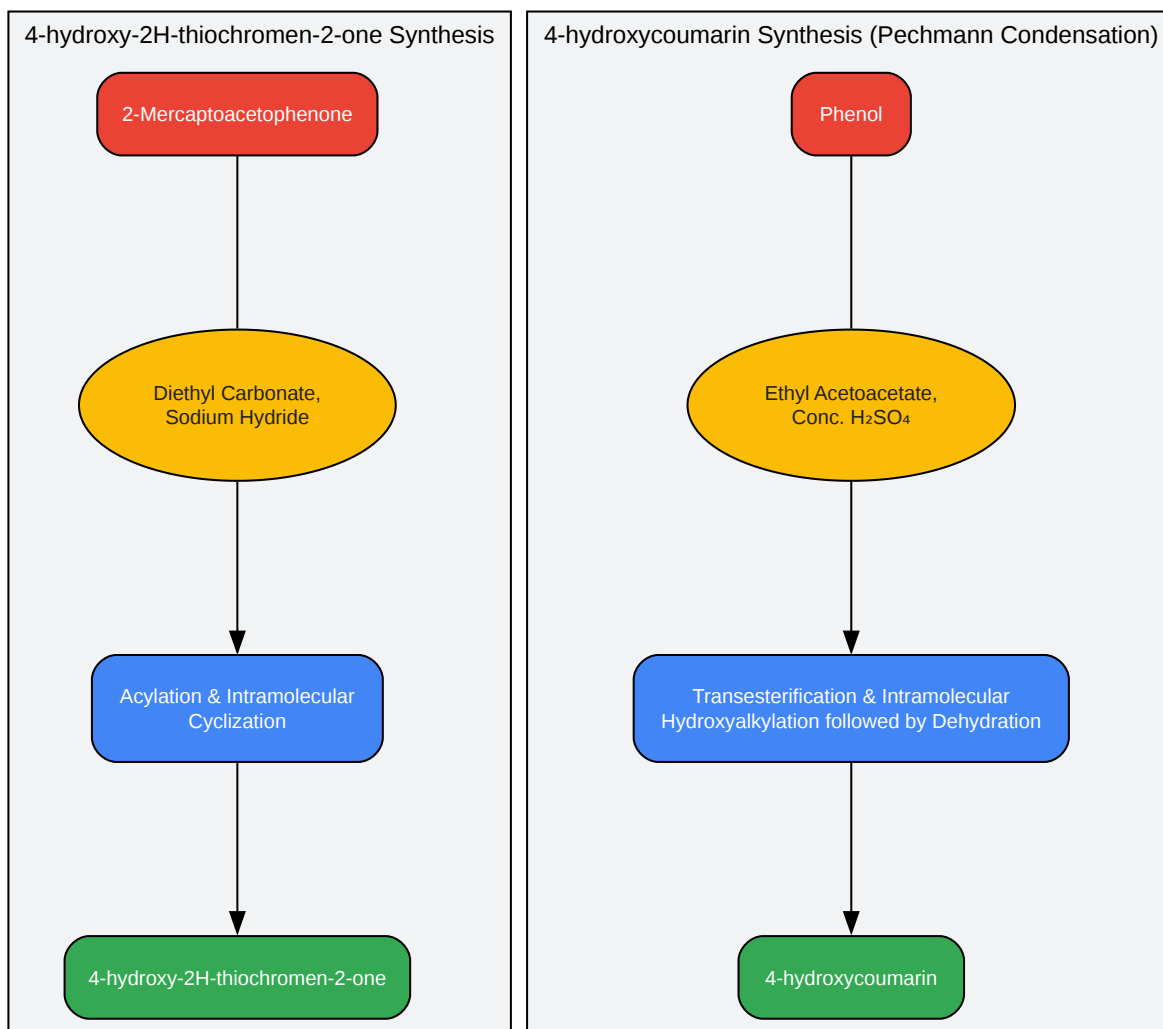 4-hydroxy-2H-thiochromen-2-one Synthesis
2-Mercaptoacetophenone
Diethyl Carbonate,
Sodium Hydride
Acylation & Intramolecular
Cyclization
4-hydroxy-2H-thiochromen-2-one
4-hydroxycoumarin Synthesis (Pechmann Condensation)
Phenol
Ethyl Acetoacetate,
Conc. H₂SO₄
Transesterification & Intramolecular
Hydroxyalkylation followed by Dehydration
4-hydroxycoumarin